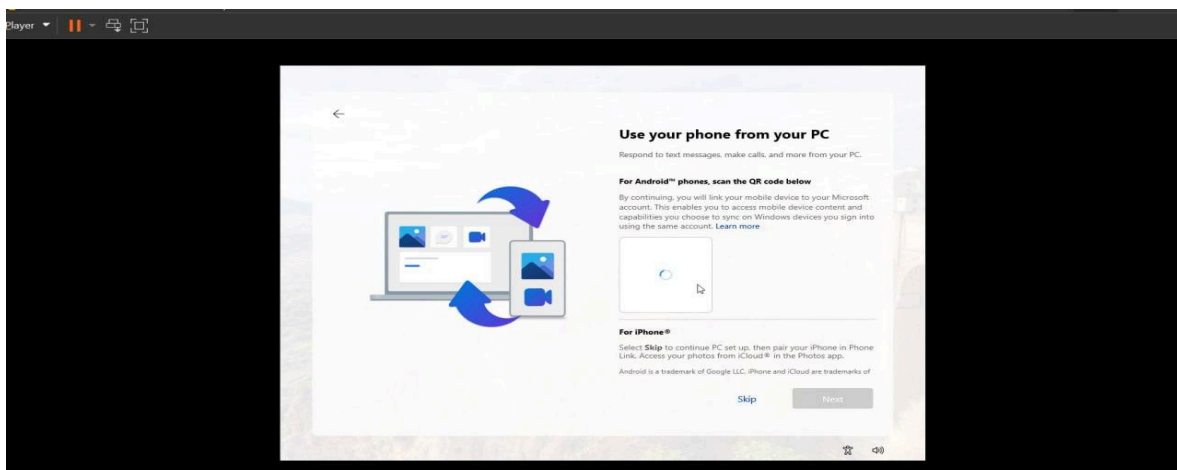 Player
Use your phone from your PC
Respond to text messages, make calls, and more from your PC.
For Android™ phones, scan the QR code below
By continuing, you will link your mobile device to your Microsoft
account. This enables you to access mobile device content and
capabilities you choose to sync on Windows devices you sign into
using the same account. Learn more
For iPhone®
Select Skip to continue PC set up, then pair your iPhone in Phone
Link. Access your photos from iCloud® in the Photos app.
Android is a trademark of Google LLC. iPhone and iCloud are trademarks of
Skip Next